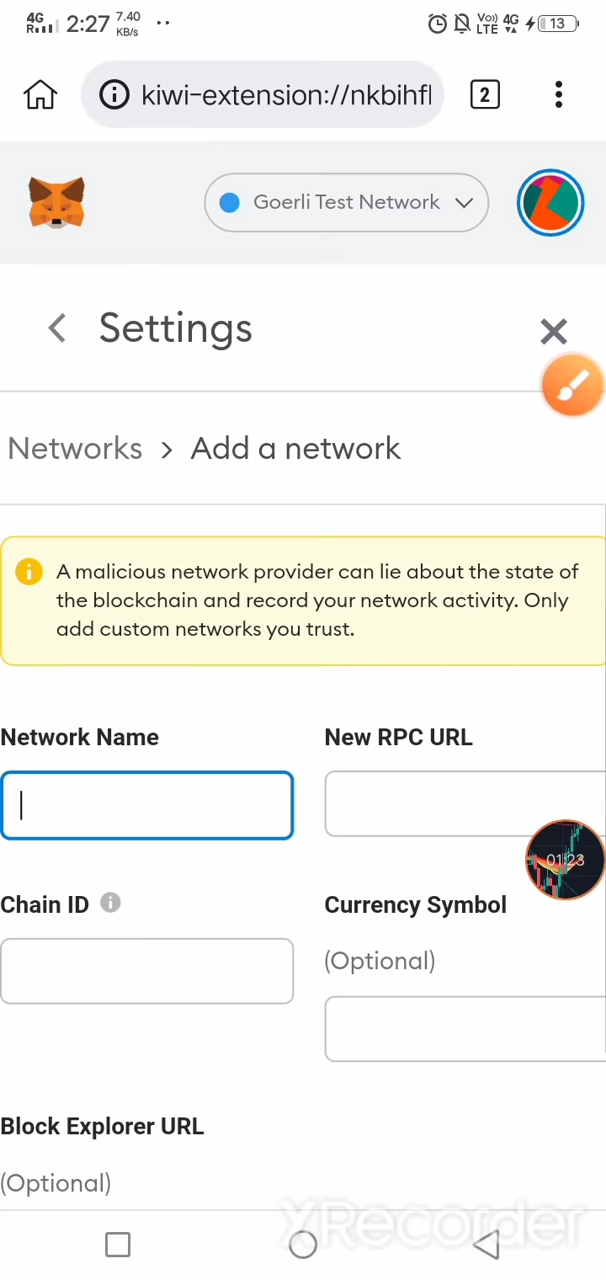 4G
R
2:27
7.40
KB/s
Vo)
LTE
4G
13
kiwi-extension://nkbihfl
2
Goerli Test Network
Settings
Networks > Add a network
A malicious network provider can lie about the state of
the blockchain and record your network activity. Only
add custom networks you trust.
Network Name
New RPC URL
01:23
Chain ID
Currency Symbol
(Optional)
Block Explorer URL
(Optional)
XRecorder